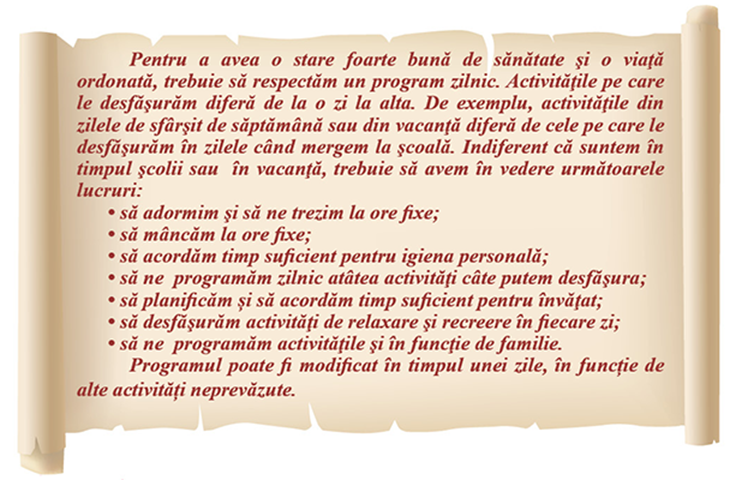 Pentru a avea o stare foarte bună de sănătate şi o viaţă
ordonată, trebuie să respectăm un program zilnic. Activităţile pe care
le desfăşurăm diferă de la o zi la alta. De exemplu, activităţile din
zilele de sfârşit de săptămână sau din vacanţă diferă de cele pe care le
desfăşurăm în zilele când mergem la şcoală. Indiferent că suntem în
timpul şcolii sau în vacanţă, trebuie să avem în vedere următoarele
lucruri:
• să adormim şi să ne trezim la ore fixe;
• să mâncăm la ore fixe;
• să acordăm timp suficient pentru igiena personală;
• să ne programăm zilnic atâtea activităţi câte putem desfăşura;
• să planificăm şi să acordăm timp suficient pentru învăţat;
• să desfăşurăm activităţi de relaxare şi recreere în fiecare zi;
• să ne programăm activităţile şi în funcţie de familie.
Programul poate fi modificat în timpul unei zile, în funcţie de
alte activităţi neprevăzute.